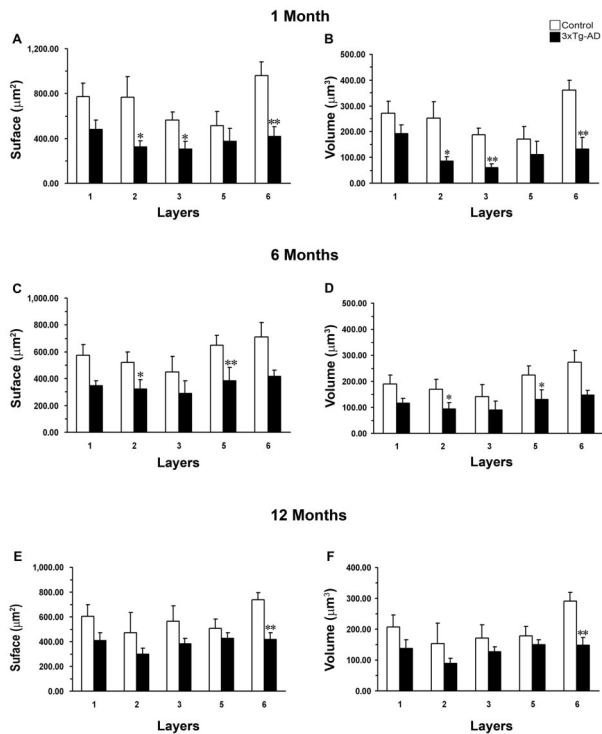 1 Month
Control
3xTg-AD
A
Suface (μm²)
1,200.00
800.00
400.00
0.00
*
*
**
1 2 3 5 6
Layers
B
Volume (μm³)
500.00
400.00
300.00
200.00
100.00
0.00
*
**
**
1 2 3 5 6
Layers
6 Months
C
Suface (μm²)
1,000.00
800.00
600.00
400.00
200.00
0.00
*
**
1 2 3 5 6
Layers
D
Volume (μm³)
500.00
400.00
300.00
200.00
100.00
0.00
*
*
1 2 3 5 6
Layers
12 Months
E
Suface (μm²)
1,000.00
800.00
600.00
400.00
200.00
0.00
**
1 2 3 5 6
Layers
F
Volume (μm³)
400.00
300.00
200.00
100.00
0.00
**
1 2 3 5 6
Layers